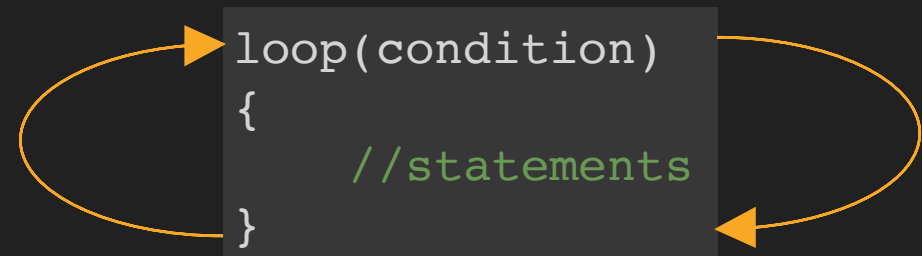 loop(condition)
{
    //statements
}